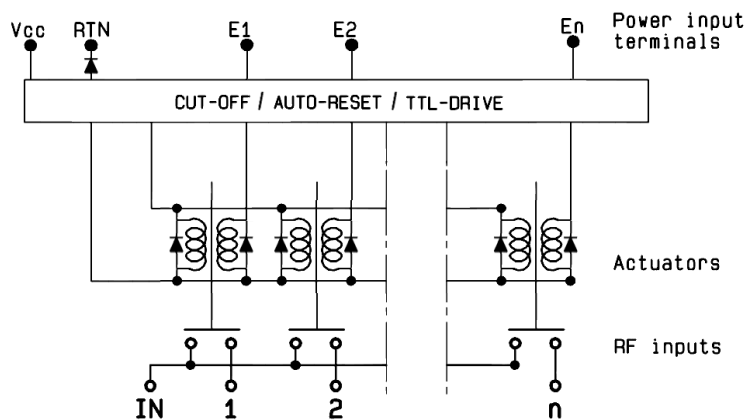 Vcc RTN E1 E2 En Power input
terminals
CUT-OFF / AUTO-RESET / TTL-DRIVE
Actuators
RF inputs
IN 1 2 n